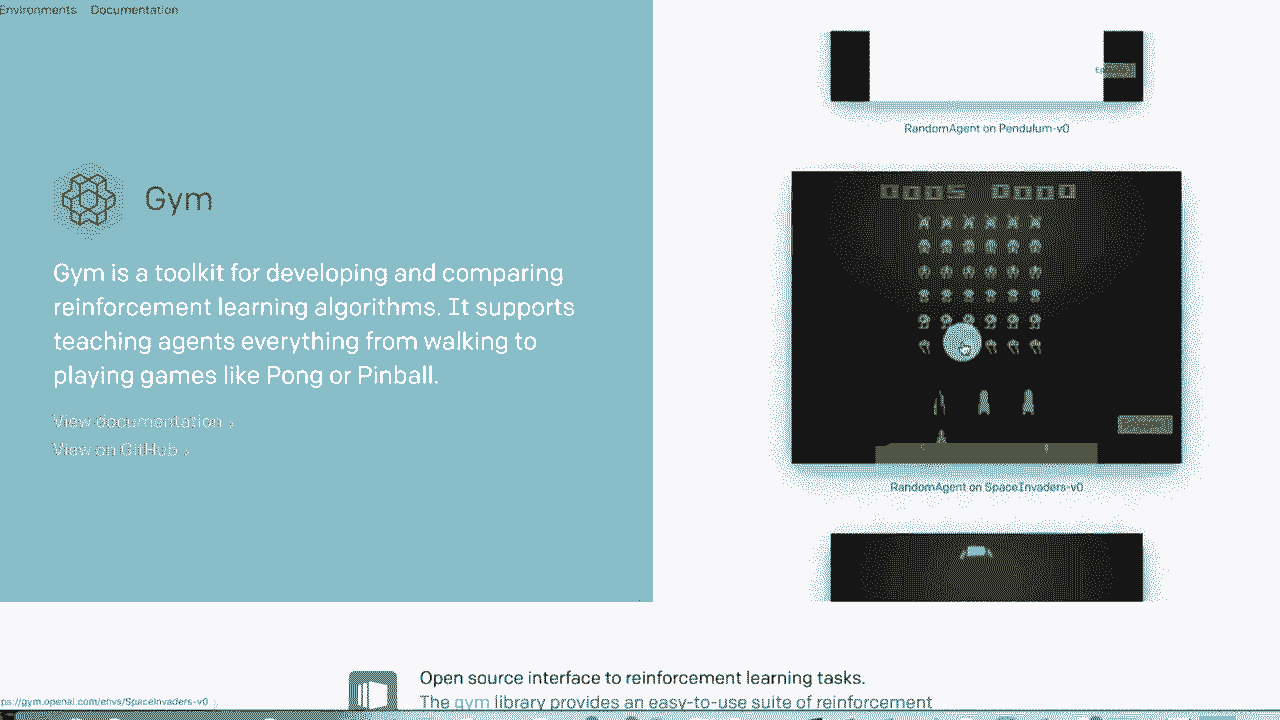 Environments Documentation
Gym
Gym is a toolkit for developing and comparing
reinforcement learning algorithms. It supports
teaching agents everything from walking to
playing games like Pong or Pinball.
View documentation ›
View on GitHub ›
RandomAgent on Pendulum-v0
0005 0000
RandomAgent on SpaceInvaders-v0
Open source interface to reinforcement learning tasks.
The gym library provides an easy-to-use suite of reinforcement
ps://gym.openai.com/envs/SpaceInvaders-v0